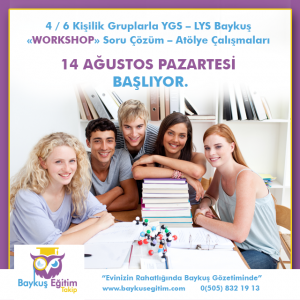 4 / 6 Kişilik Gruplarla YGS – LYS Baykuş
«WORKSHOP» Soru Çözüm – Atölye Çalışmaları
14 AĞUSTOS PAZARTESİ
BAŞLIYOR.
Baykuş Eğitim
Takip
"Evinizin Rahatlığında Baykuş Gözetiminde"
www.baykusegitim.com 0(505) 832 19 13